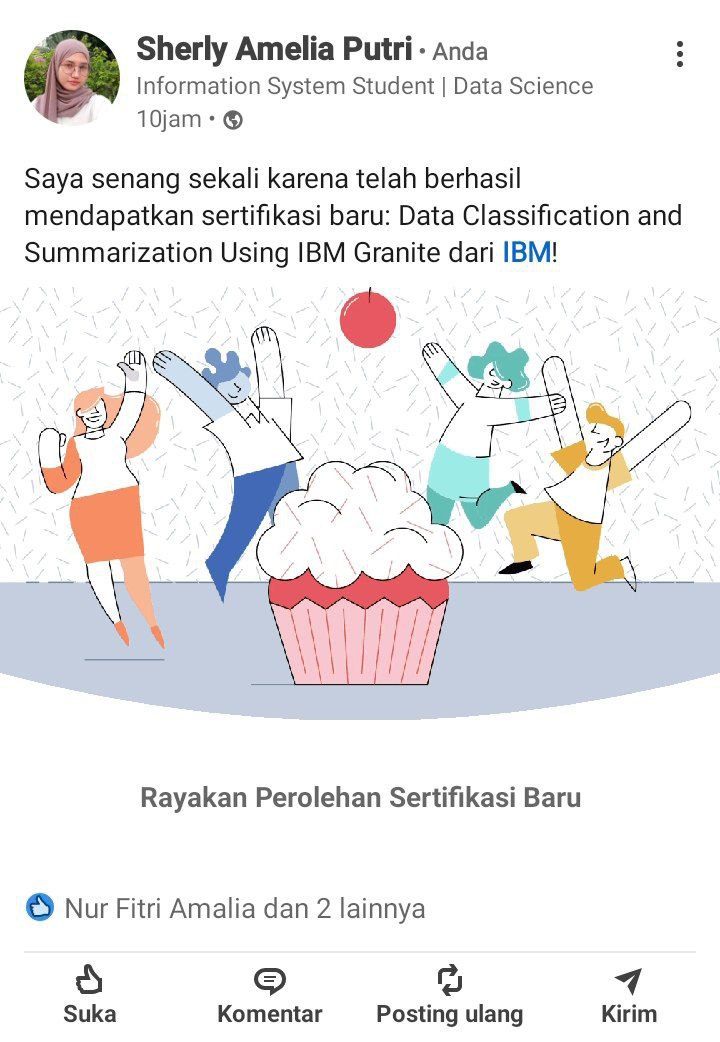 Sherly Amelia Putri • Anda
Information System Student | Data Science
10jam •
Saya senang sekali karena telah berhasil
mendapatkan sertifikasi baru: Data Classification and
Summarization Using IBM Granite dari IBM!
Rayakan Perolehan Sertifikasi Baru
Nur Fitri Amalia dan 2 lainnya
Suka Komentar Posting ulang Kirim